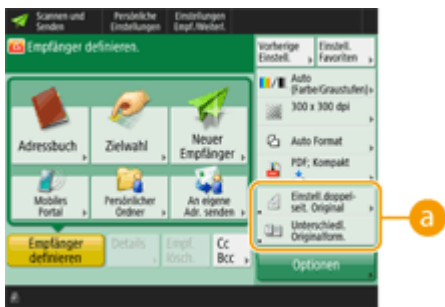 Scannen und
Senden
Persönliche
Einstellungen
Einstellungen
Empf./Weiterl.
Empfänger definieren.
Vorherige
Einstell.
Einstell.
Favoriten
Auto
(Farbe/Graustufen)
300 x 300 dpi
Auto Format
PDF; Kompakt
Adressbuch
Zielwahl
Neuer
Empfänger
Mobiles
Portal
Persönlicher
Ordner
An eigene
Adr. senden
Einstell.doppel-
seit. Original
Unterschiedl.
Originalform.
a
Empfänger
definieren
Details
Empf.
lösch.
Cc
Bcc
Optionen